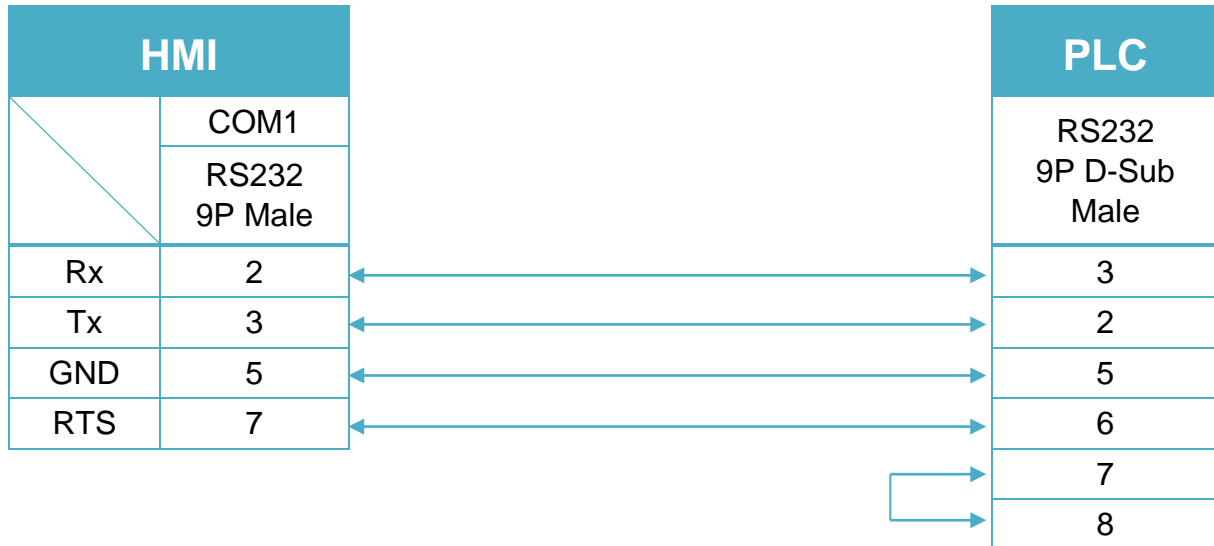 HMI
PLC
COM1
RS232
9P Male
RS232
9P D-Sub
Male
Rx 2 3
Tx 3 2
GND 5 5
RTS 7 6
7
8